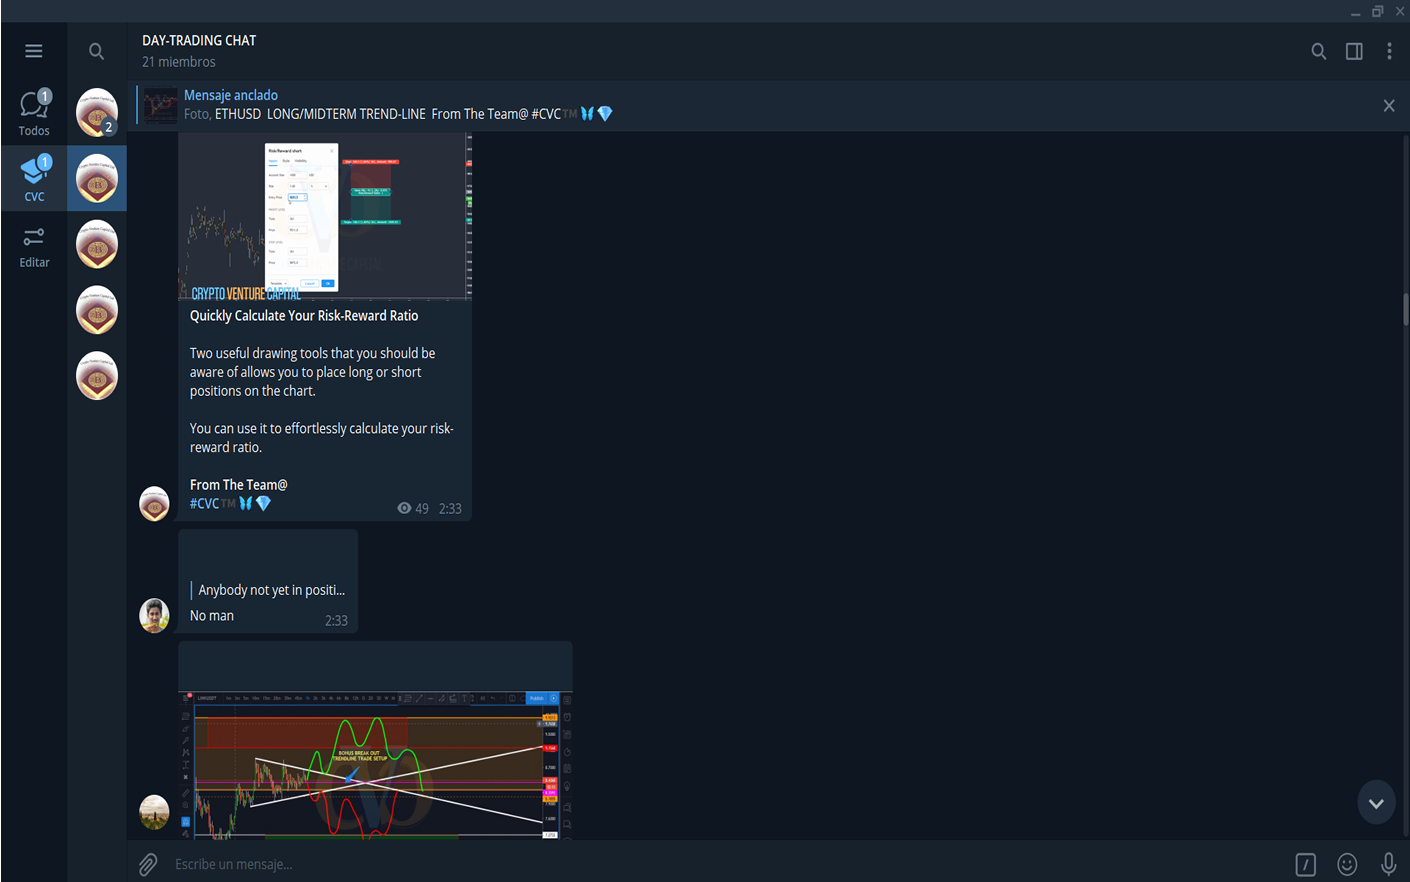 DAY-TRADING CHAT
21 miembros
1
Todos
2
1
CVC
Editar
Mensaje anclado
Foto, ETHUSD LONG/MIDTERM TREND-LINE From The Team@ #CVC™️🦋💎
Risk/Reward short
CRYPTO VENTURE CAPITAL
Quickly Calculate Your Risk-Reward Ratio
Two useful drawing tools that you should be
aware of allows you to place long or short
positions on the chart.
You can use it to effortlessly calculate your risk-
reward ratio.
From The Team@
#CVC™️🦋💎
49 2:33
Anybody not yet in positi...
No man
2:33
Publish
BONUS BREAK OUT
TRENDLINE TRADE SETUP
Escribe un mensaje...